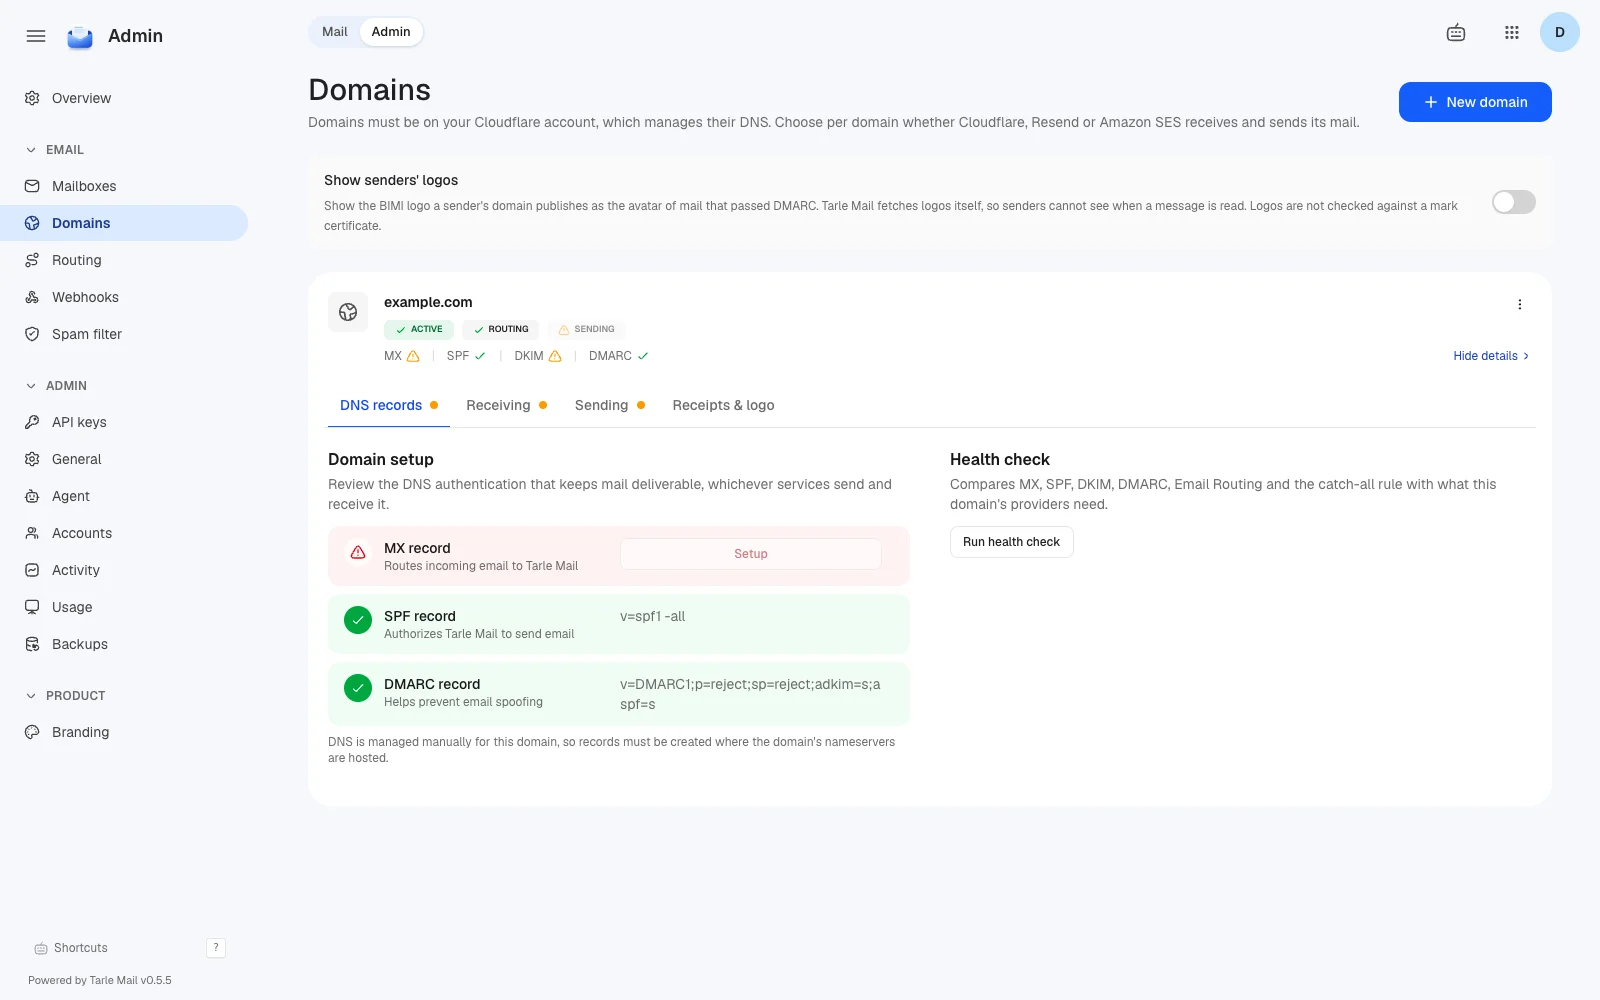 Admin
Mail
Admin
D
Overview
EMAIL
Mailboxes
Domains
Routing
Webhooks
Spam filter
ADMIN
API keys
General
Agent
Accounts
Activity
Usage
Backups
PRODUCT
Branding
Shortcuts
?
Powered by Tarle Mail v0.5.5
Domains
Domains must be on your Cloudflare account, which manages their DNS. Choose per domain whether Cloudflare, Resend or Amazon SES receives and sends its mail.
New domain
Show senders' logos
Show the BIMI logo a sender's domain publishes as the avatar of mail that passed DMARC. Tarle Mail fetches logos itself, so senders cannot see when a message is read. Logos are not checked against a mark
certificate.
example.com
ACTIVE
ROUTING
SENDING
MX
SPF
DKIM
DMARC
Hide details
DNS records
Receiving
Sending
Receipts & logo
Domain setup
Review the DNS authentication that keeps mail deliverable, whichever services send and
receive it.
MX record
Routes incoming email to Tarle Mail
Setup
SPF record
Authorizes Tarle Mail to send email
v=spf1 -all
DMARC record
Helps prevent email spoofing
v=DMARC1;p=reject;sp=reject;adkim=s;a
spf=s
DNS is managed manually for this domain, so records must be created where the domain's nameservers
are hosted.
Health check
Compares MX, SPF, DKIM, DMARC, Email Routing and the catch-all rule with what this
domain's providers need.
Run health check